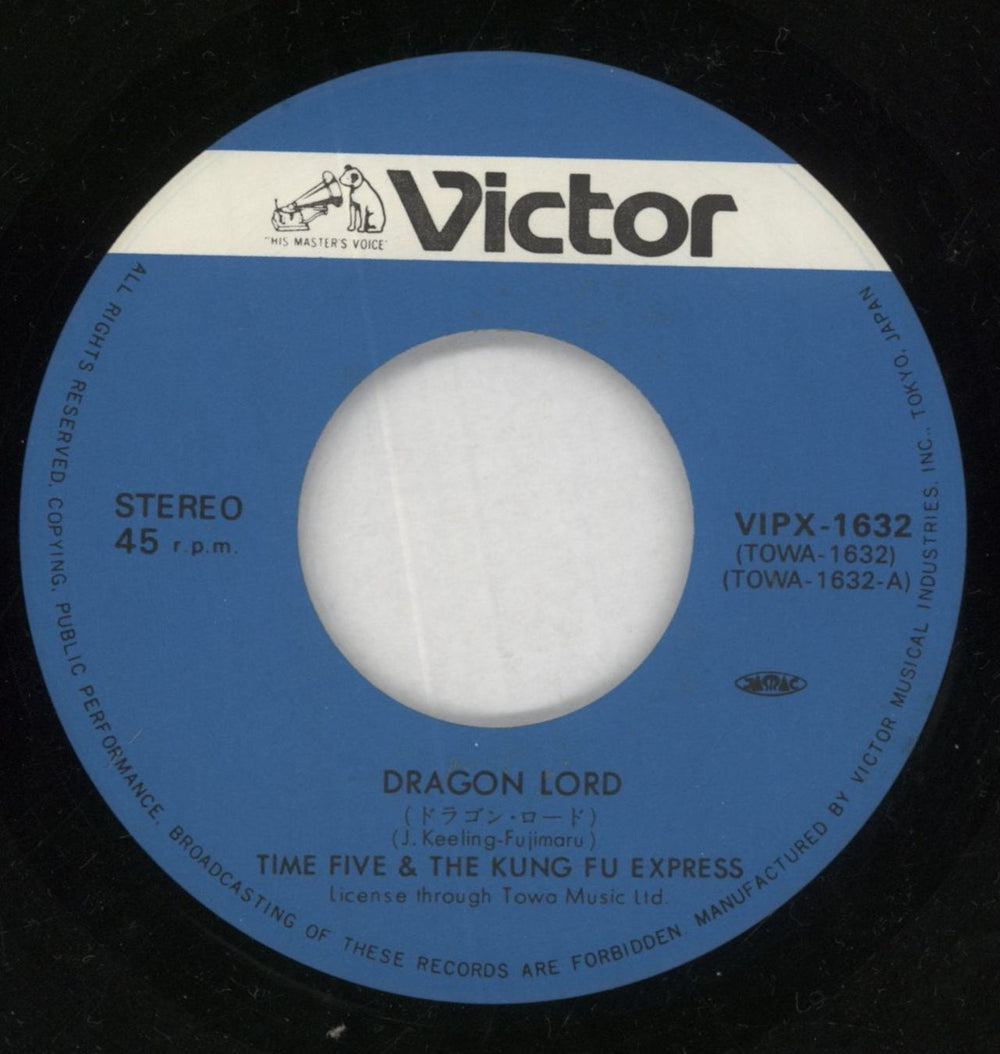 "HIS MASTER'S VOICE"
Victor
STEREO
45 r.p.m.
VIPX-1632
(TOWA-1632)
(TOWA-1632-A)
JASRAC
DRAGON LORD
(ドラゴン・ロード)
(J. Keeling-Fujimaru)
TIME FIVE & THE KUNG FU EXPRESS
License through Towa Music Ltd.
ALL RIGHTS RESERVED. COPYING, PUBLIC PERFORMANCE, BROADCASTING OF THESE RECORDS ARE FORBIDDEN. MANUFACTURED BY VICTOR MUSICAL INDUSTRIES, INC., TOKYO, JAPAN